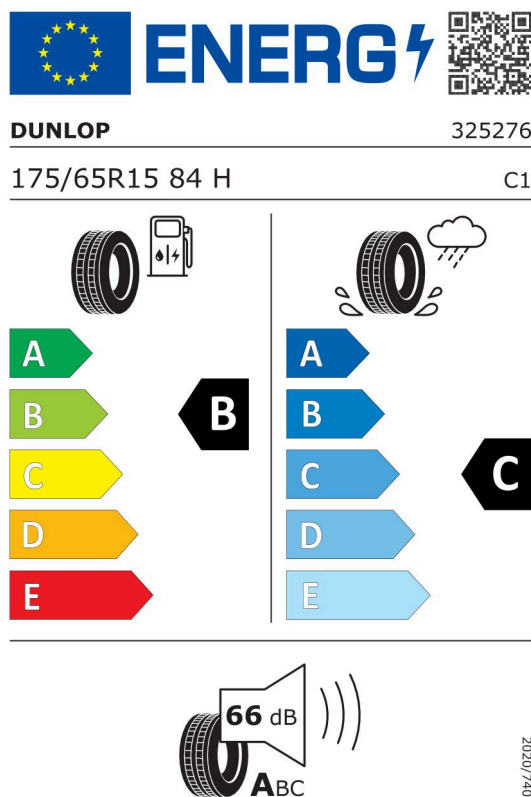 ENERG
DUNLOP 325276
175/65R15 84 H C1
A A
B B B
C C C
D D
E E
66 dB
ABC
2020/740